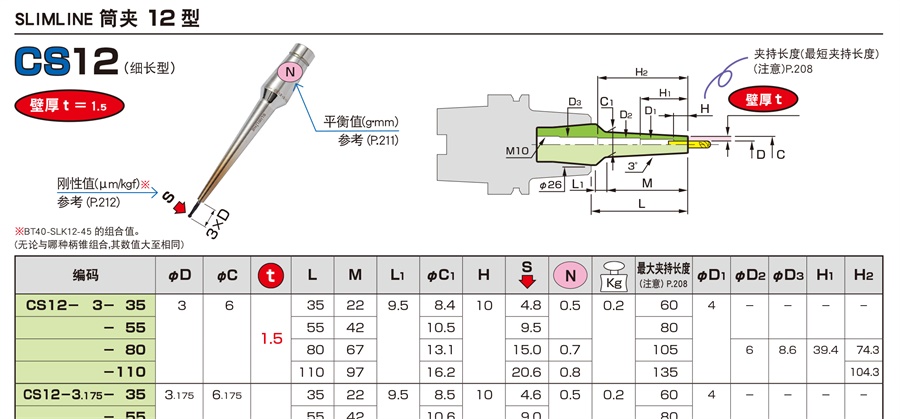 SLIMLINE 筒夹 12 型
CS12 (细长型)
壁厚 t = 1.5
N
平衡值(g•mm)
参考 (P.211)
刚性值(μm/kgf)※
参考 (P.212)
S
3×D
※BT40-SLK12-45 的组合值。
(无论与哪种柄锥组合,其数值大至相同)
夹持长度(最短夹持长度)
(注意)P.208
壁厚 t
H2
H1
H
D3
C1
D2
D1
M10
D
C
3°
φ26
L1
M
L
编码 φD φC t L M L1 φC1 H S N Kg 最大夹持长度 (注意) P.208 φD1 φD2 φD3 H1 H2
CS12− 3− 35 3 6 1.5 35 22 9.5 8.4 10 4.8 0.5 0.2 60 4 − − − −
− 55 55 42 10.5 9.5 80
− 80 80 67 13.1 15.0 0.7 105 6 8.6 39.4 74.3
−110 110 97 16.2 20.6 0.8 135 104.3
CS12−3.175− 35 3.175 6.175 35 22 9.5 8.5 10 4.6 0.5 0.2 60 4 − − − −
− 55 55 42 10.6 9.0 80